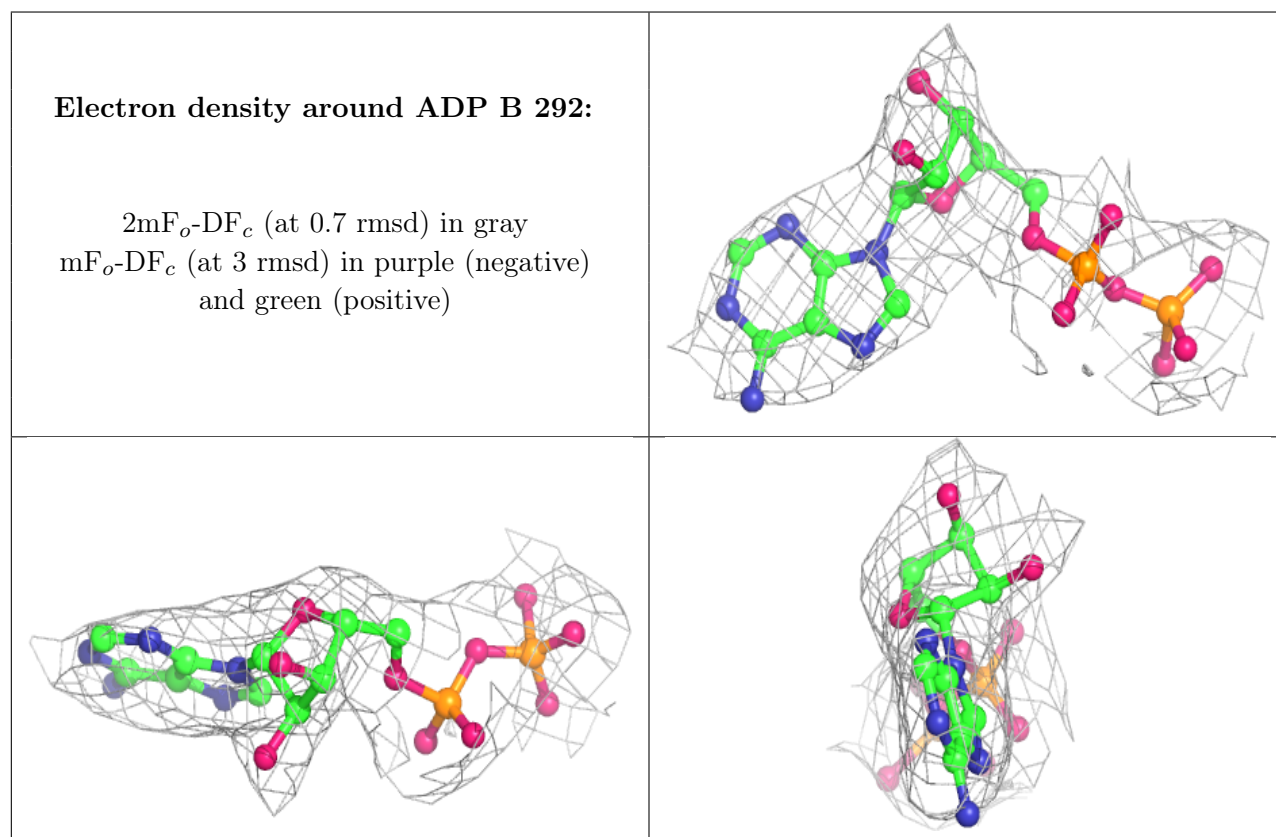 Electron density around ADP B 292:
2mFo-DFc (at 0.7 rmsd) in gray
mFo-DFc (at 3 rmsd) in purple (negative)
and green (positive)